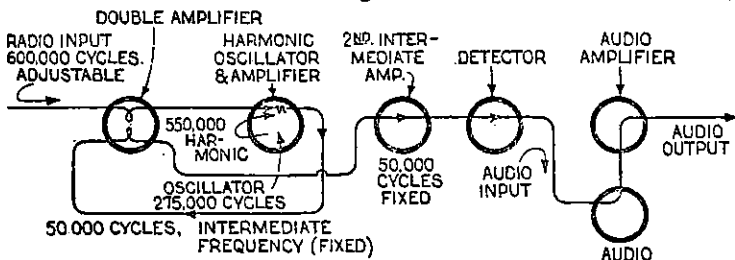 DOUBLE AMPLIFIER
RADIO INPUT
600,000 CYCLES.
ADJUSTABLE
HARMONIC
OSCILLATOR
& AMPLIFIER
2ND. INTER-
MEDIATE
AMP.
DETECTOR
AUDIO
AMPLIFIER
550,000
HAR-
MONIC
OSCILLATOR
275,000 CYCLES
50.000 CYCLES, INTERMEDIATE
FREQUENCY (FIXED)
50.000
CYCLES
FIXED
AUDIO
INPUT
AUDIO
OUTPUT
AUDIO